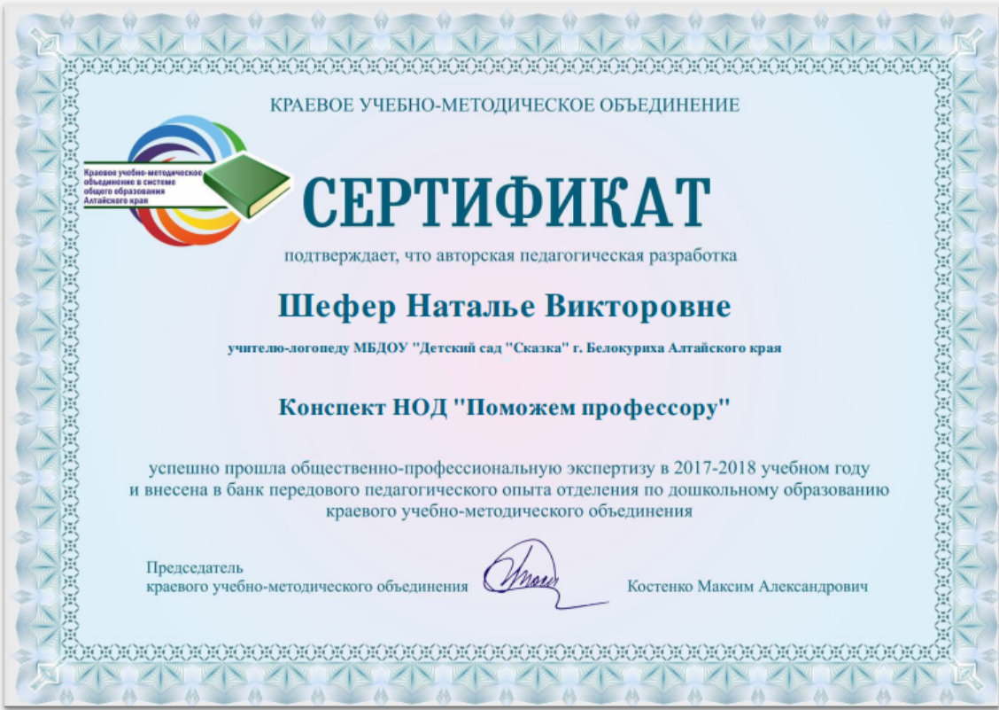 КРАЕВОЕ УЧЕБНО-МЕТОДИЧЕСКОЕ ОБЪЕДИНЕНИЕ
Краевое учебно-методическое
объединение в системе
общего образования
Алтайского края
СЕРТИФИКАТ
подтверждает, что авторская педагогическая разработка
Шефер Наталье Викторовне
учителю-логопеду МБДОУ "Детский сад "Сказка" г. Белокуриха Алтайского края
Конспект НОД "Поможем профессору"
успешно прошла общественно-профессиональную экспертизу в 2017-2018 учебном году
и внесена в банк передового педагогического опыта отделения по дошкольному образованию
краевого учебно-методического объединения
Председатель
краевого учебно-методического объединения
Костенко Максим Александрович